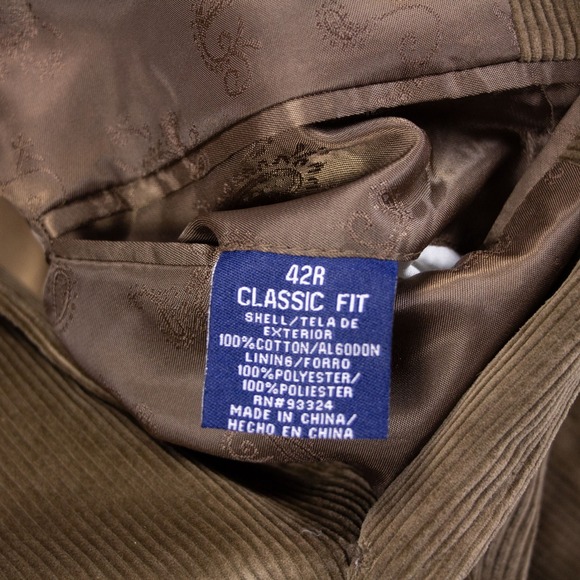 42R
CLASSIC FIT
SHELL/TELA DE
EXTERIOR
100%COTTON/ALGODON
LINING/FORRO
100%POLYESTER/
100%POLIESTER
RN#93324
MADE IN CHINA/
HECHO EN CHINA